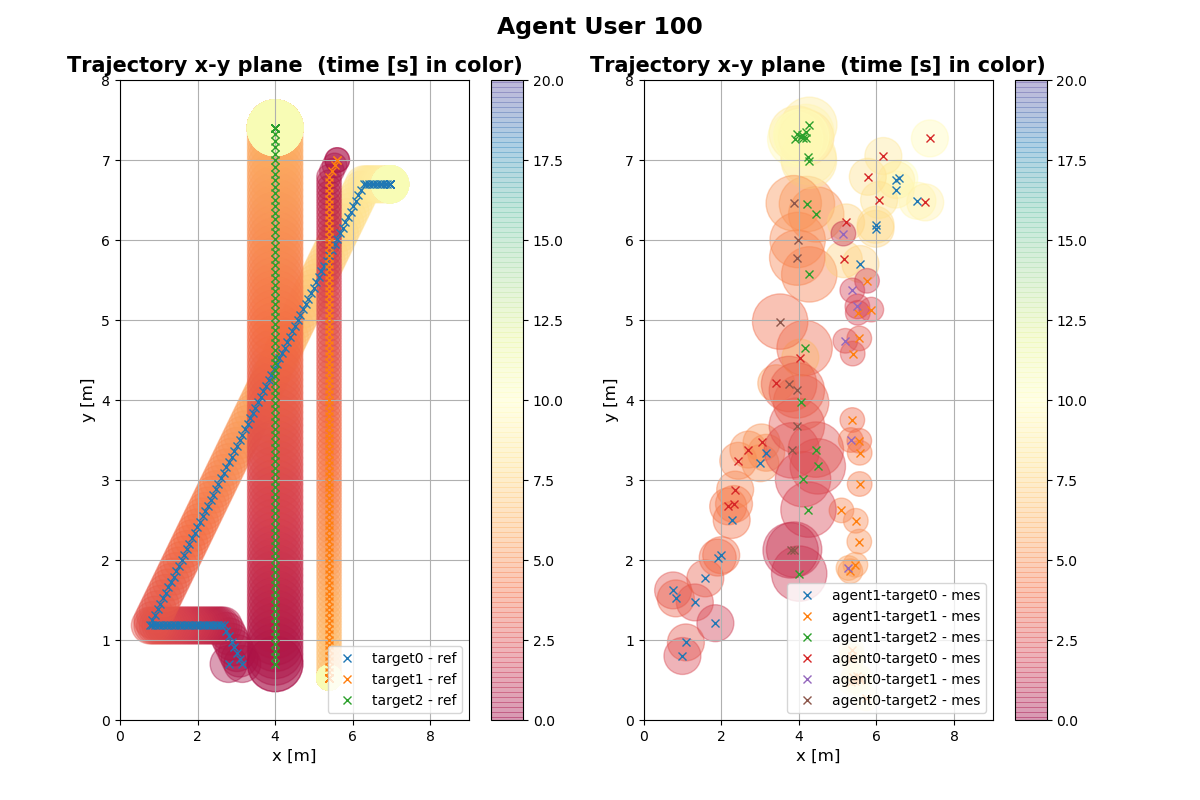 Agent User 100
Trajectory x-y plane  (time [s] in color)
8
7
6
5
4
3
2
1
0
y [m]
0
2
4
6
8
x [m]
target0 - ref
target1 - ref
target2 - ref
20.0
17.5
15.0
12.5
10.0
7.5
5.0
2.5
0.0
Trajectory x-y plane  (time [s] in color)
8
7
6
5
4
3
2
1
0
y [m]
0
2
4
6
8
x [m]
agent1-target0 - mes
agent1-target1 - mes
agent1-target2 - mes
agent0-target0 - mes
agent0-target1 - mes
agent0-target2 - mes
20.0
17.5
15.0
12.5
10.0
7.5
5.0
2.5
0.0